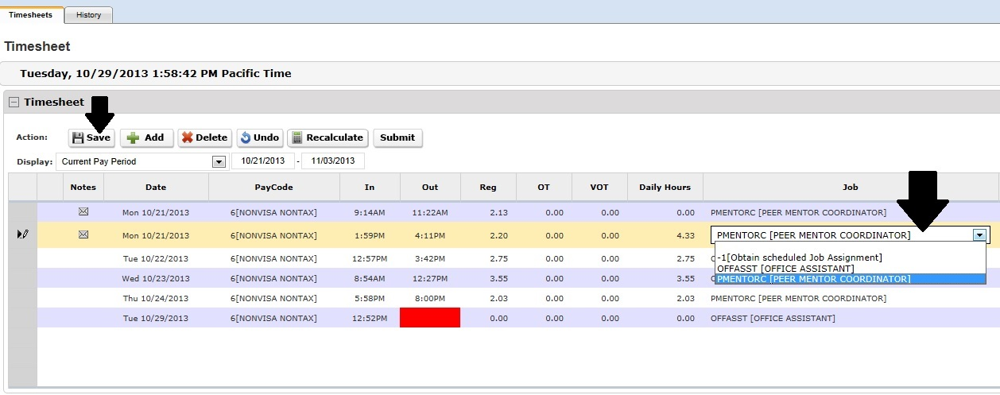 Timesheets History
Timesheet
Tuesday, 10/29/2013 1:58:42 PM Pacific Time
Timesheet
Action: Save Add Delete Undo Recalculate Submit
Display: Current Pay Period 10/21/2013 - 11/03/2013
Notes Date PayCode In Out Reg OT VOT Daily Hours Job
Mon 10/21/2013 6[NONVISA NONTAX] 9:14AM 11:22AM 2.13 0.00 0.00 0.00 PMENTORC [PEER MENTOR COORDINATOR]
Mon 10/21/2013 6[NONVISA NONTAX] 1:59PM 4:11PM 2.20 0.00 0.00 4.33 PMENTORC [PEER MENTOR COORDINATOR]
-1[Obtain scheduled Job Assignment]
Tue 10/22/2013 6[NONVISA NONTAX] 12:57PM 3:42PM 2.75 0.00 0.00 2.75
OFFASST [OFFICE ASSISTANT]
Wed 10/23/2013 6[NONVISA NONTAX] 8:54AM 12:27PM 3.55 0.00 0.00 3.55
PMENTORC [PEER MENTOR COORDINATOR]
Thu 10/24/2013 6[NONVISA NONTAX] 5:58PM 8:00PM 2.03 0.00 0.00 2.03 PMENTORC [PEER MENTOR COORDINATOR]
Tue 10/29/2013 6[NONVISA NONTAX] 12:52PM 0.00 0.00 0.00 0.00 OFFASST [OFFICE ASSISTANT]